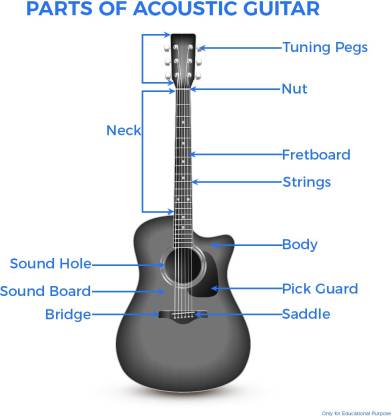 PARTS OF ACOUSTIC GUITAR
Tuning Pegs
Nut
Neck
Fretboard
Strings
Body
Sound Hole
Sound Board
Pick Guard
Bridge
Saddle
Only for Educational Purpose